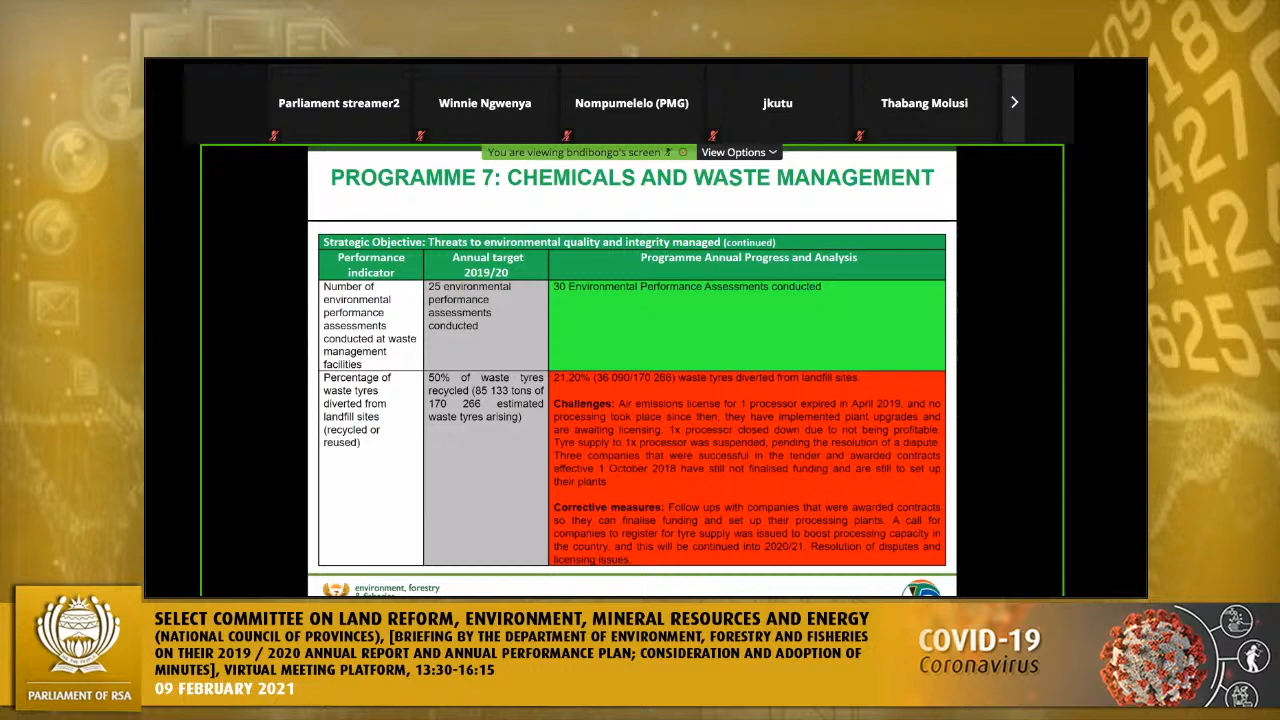 Parliament streamer2
Winnie Ngwenya
Nompumelelo (PMG)
jkutu
Thabang Molusi
You are viewing bndibongo's screen
View Options
PROGRAMME 7: CHEMICALS AND WASTE MANAGEMENT
Strategic Objective: Threats to environmental quality and integrity managed (continued)
Performance
indicator
Annual target
2019/20
Programme Annual Progress and Analysis
Number of
environmental
performance
assessments
conducted at waste
management
facilities
25 environmental
performance
assessments
conducted
30 Environmental Performance Assessments conducted
Percentage of
waste tyres
diverted from
landfill sites
(recycled or
reused)
50% of waste tyres
recycled (85 133 tons of
170 266 estimated
waste tyres arising)
21,20% (36 090/170 266) waste tyres diverted from landfill sites.
Challenges: Air emissions license for 1 processor expired in April 2019, and no
processing took place since then, they have implemented plant upgrades and
are awaiting licensing. 1x processor closed down due to not being profitable.
Tyre supply to 1x processor was suspended, pending the resolution of a dispute.
Three companies that were successful in the tender and awarded contracts
effective 1 October 2018 have still not finalised funding and are still to set up
their plants
Corrective measures: Follow ups with companies that were awarded contracts
so they can finalise funding and set up their processing plants. A call for
companies to register for tyre supply was issued to boost processing capacity in
the country, and this will be continued into 2020/21. Resolution of disputes and
licensing issues.
environment, forestry
& fisheries
SELECT COMMITTEE ON LAND REFORM, ENVIRONMENT, MINERAL RESOURCES AND ENERGY
(NATIONAL COUNCIL OF PROVINCES), [BRIEFING BY THE DEPARTMENT OF ENVIRONMENT, FORESTRY AND FISHERIES
ON THEIR 2019 / 2020 ANNUAL REPORT AND ANNUAL PERFORMANCE PLAN; CONSIDERATION AND ADOPTION OF
MINUTES], VIRTUAL MEETING PLATFORM, 13:30-16:15
09 FEBRUARY 2021
PARLIAMENT OF RSA
COVID-19
Coronavirus